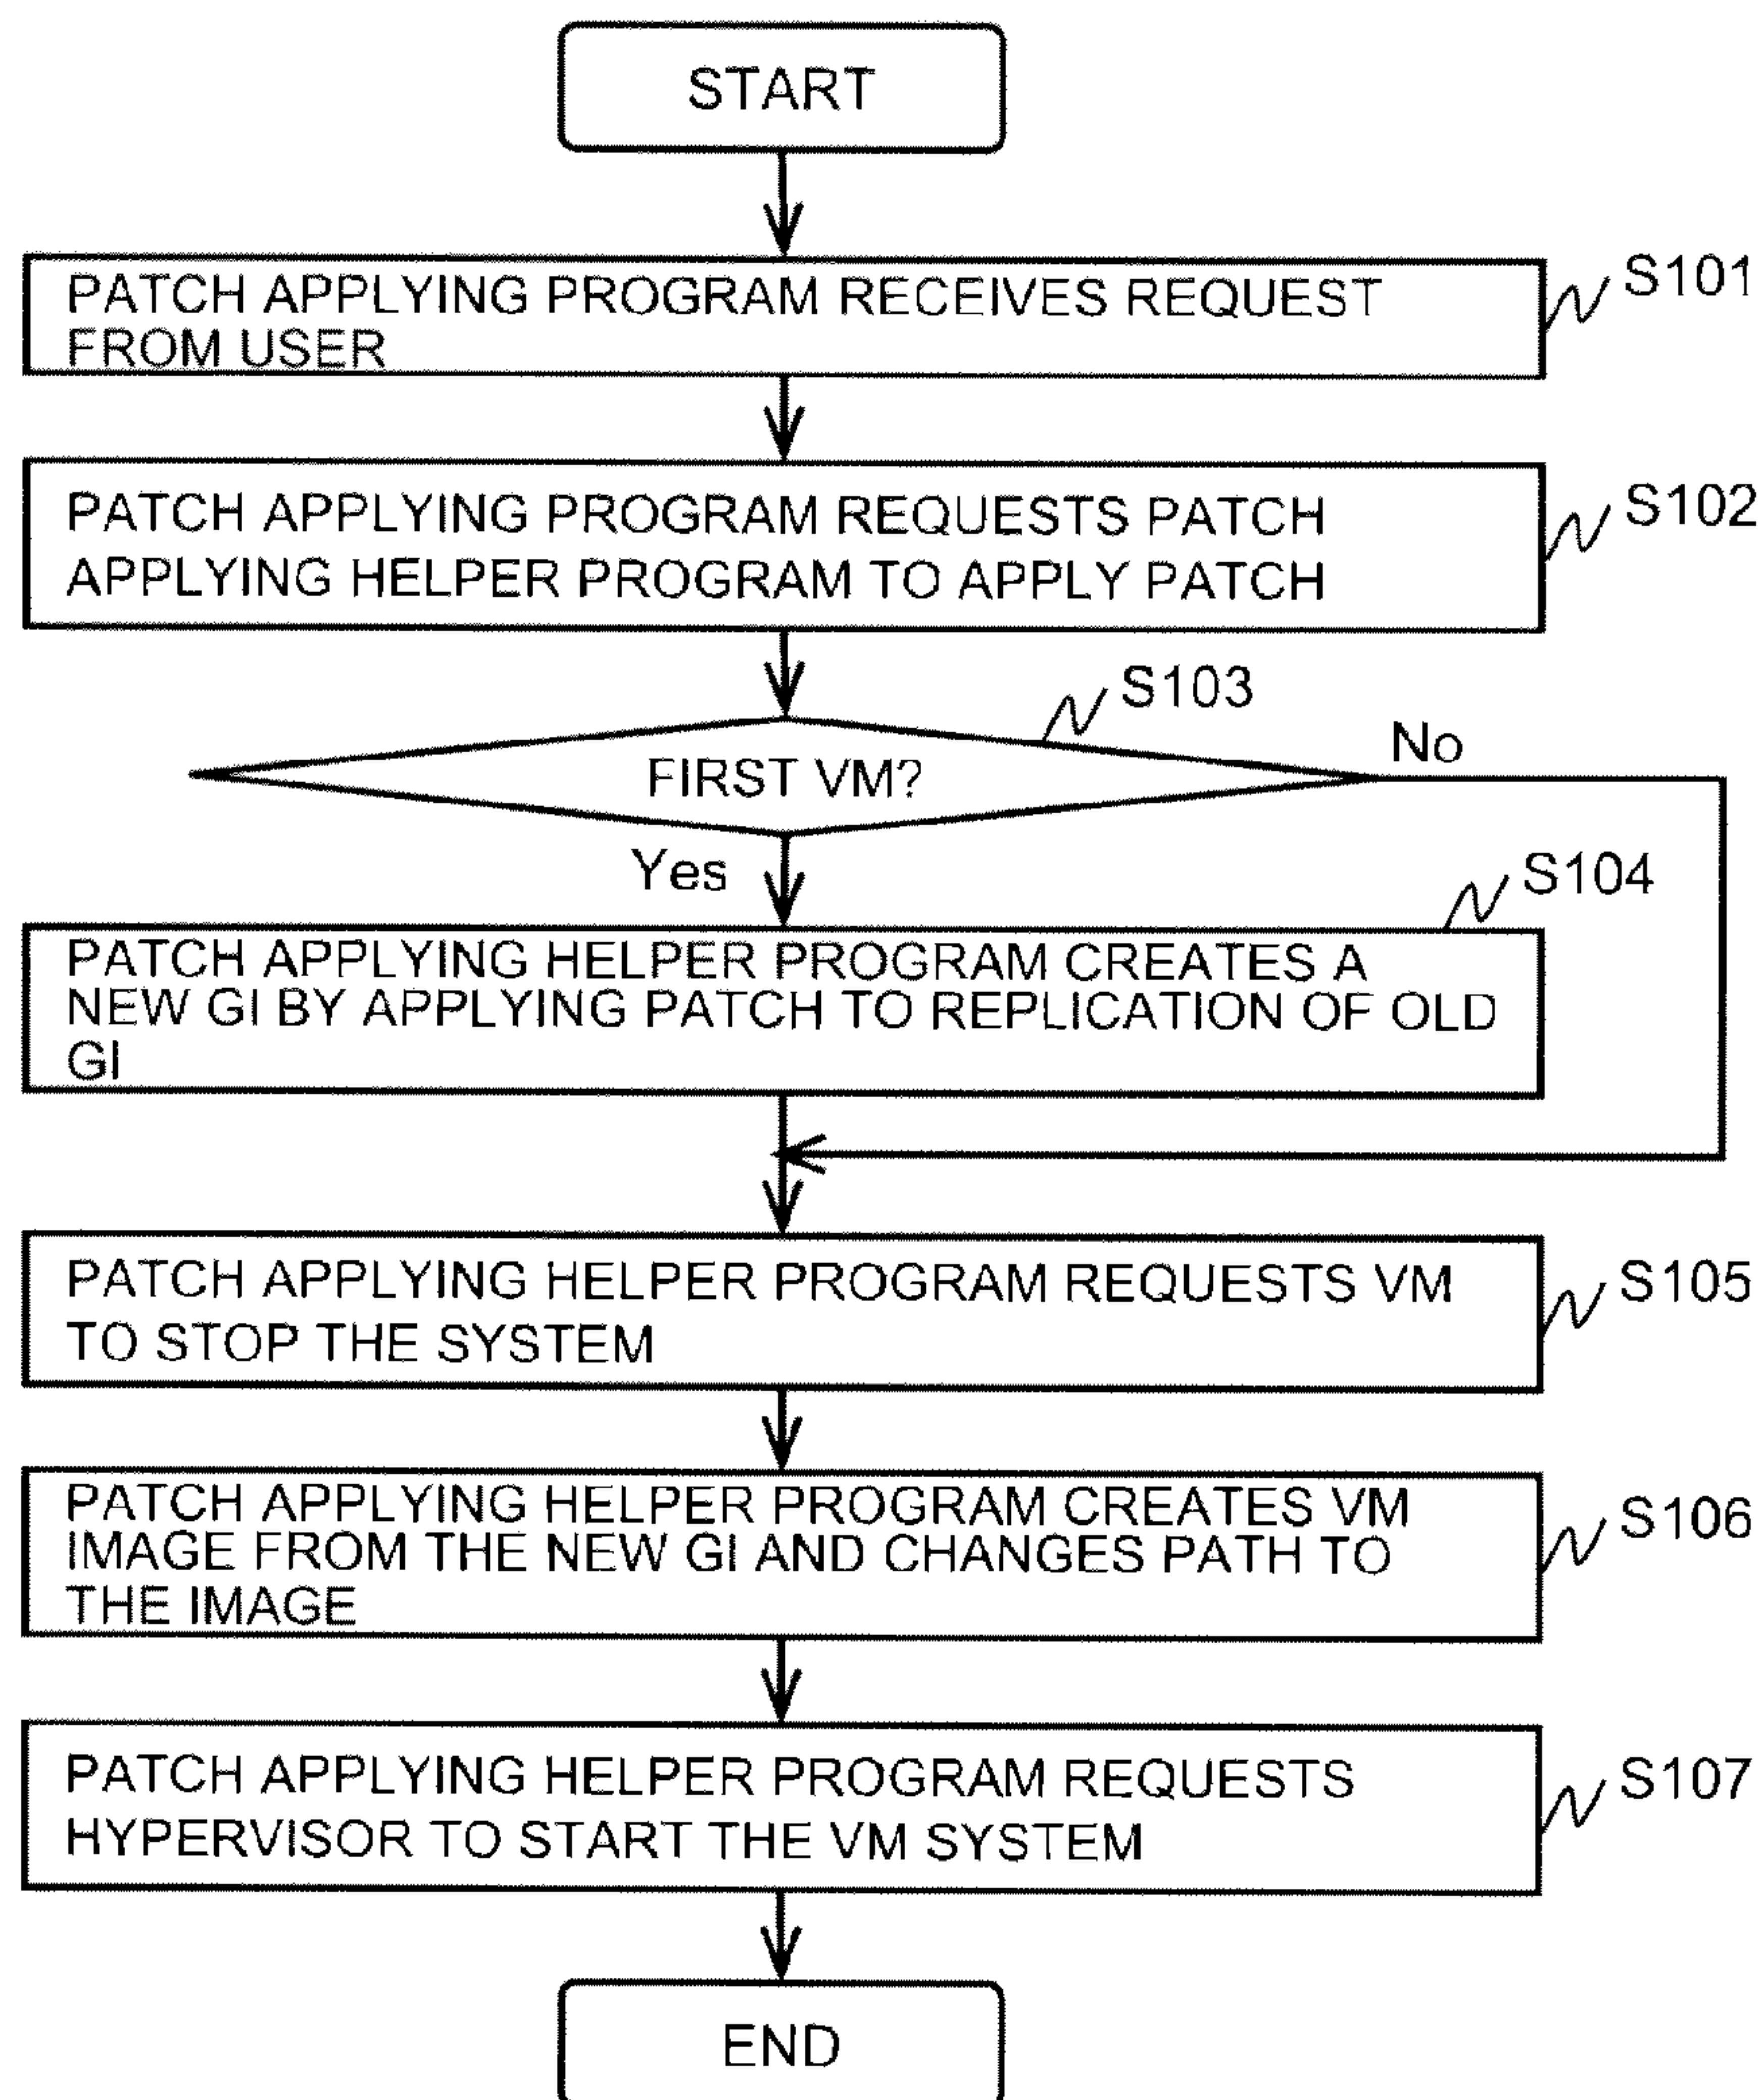 START
PATCH APPLYING PROGRAM RECEIVES REQUEST
FROM USER
S101
PATCH APPLYING PROGRAM REQUESTS PATCH
APPLYING HELPER PROGRAM TO APPLY PATCH
S102
S103
FIRST VM?
No
Yes
S104
PATCH APPLYING HELPER PROGRAM CREATES A
NEW GI BY APPLYING PATCH TO REPLICATION OF OLD
GI
PATCH APPLYING HELPER PROGRAM REQUESTS VM
TO STOP THE SYSTEM
S105
PATCH APPLYING HELPER PROGRAM CREATES VM
IMAGE FROM THE NEW GI AND CHANGES PATH TO
THE IMAGE
S106
PATCH APPLYING HELPER PROGRAM REQUESTS
HYPERVISOR TO START THE VM SYSTEM
S107
END